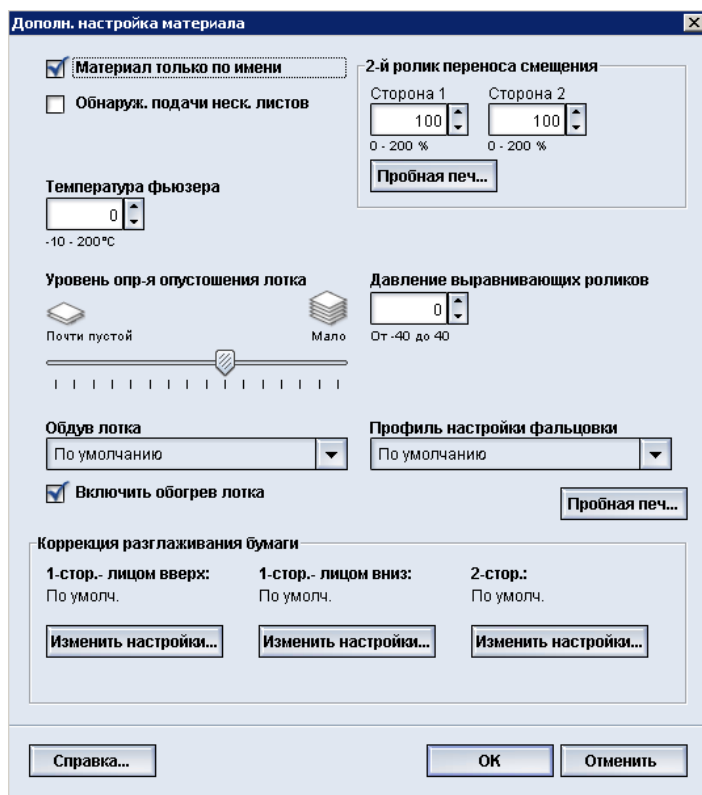 Дополн. настройка материала
Материал только по имени
Обнаруж. подачи неск. листов
2-й ролик переноса смещения
Сторона 1 Сторона 2
100 100
0 - 200 % 0 - 200 %
Пробная печ...
Температура фьюзера
0
-10 - 200°C
Уровень опр-я опустошения лотка
Почти пустой Мало
Давление выравнивающих роликов
0
От -40 до 40
Обдув лотка
По умолчанию
Профиль настройки фальцовки
По умолчанию
Включить обогрев лотка
Пробная печ...
Коррекция разглаживания бумаги
1-стор.- лицом вверх: 1-стор.- лицом вниз: 2-стор.:
По умолч. По умолч. По умолч.
Изменить настройки... Изменить настройки... Изменить настройки...
Справка... OK Отменить